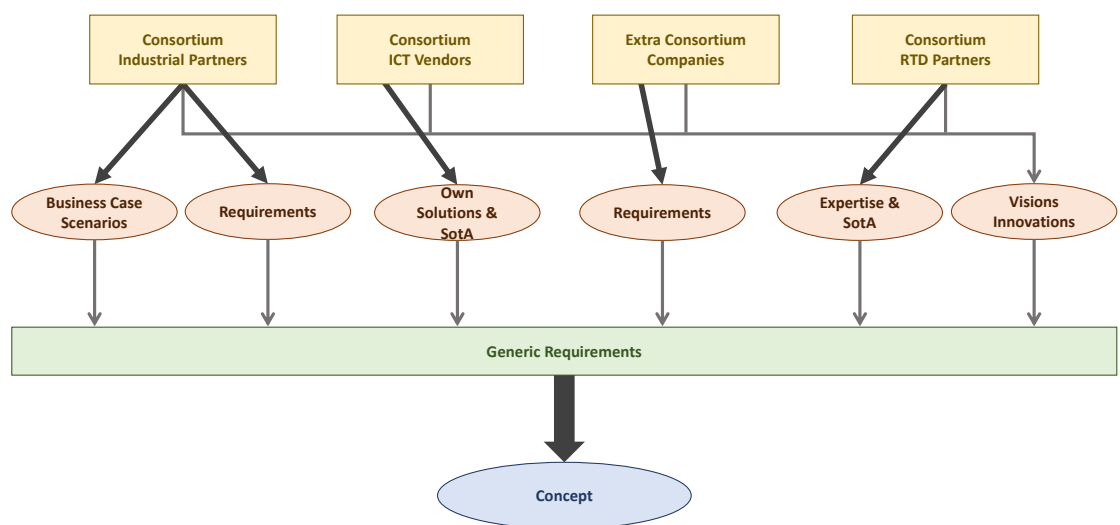 Consortium
Industrial Partners
Consortium
ICT Vendors
Extra Consortium
Companies
Consortium
RTD Partners
Business Case
Scenarios
Requirements
Own
Solutions &
SotA
Requirements
Expertise &
SotA
Visions
Innovations
Generic Requirements
Concept